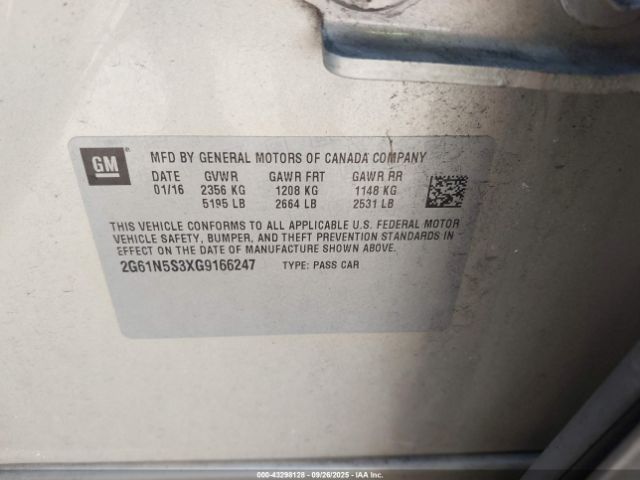 GM
MFD BY GENERAL MOTORS OF CANADA COMPANY
DATE GVWR GAWR FRT GAWR RR
01/16 2356 KG 1208 KG 1148 KG
5195 LB 2664 LB 2531 LB
THIS VEHICLE CONFORMS TO ALL APPLICABLE U.S. FEDERAL MOTOR
VEHICLE SAFETY, BUMPER, AND THEFT PREVENTION STANDARDS IN
EFFECT ON THE DATE OF MANUFACTURE SHOWN ABOVE.
2G61N5S3XG9166247 TYPE: PASS CAR
000-43298128 - 09/26/2025 - IAA Inc.